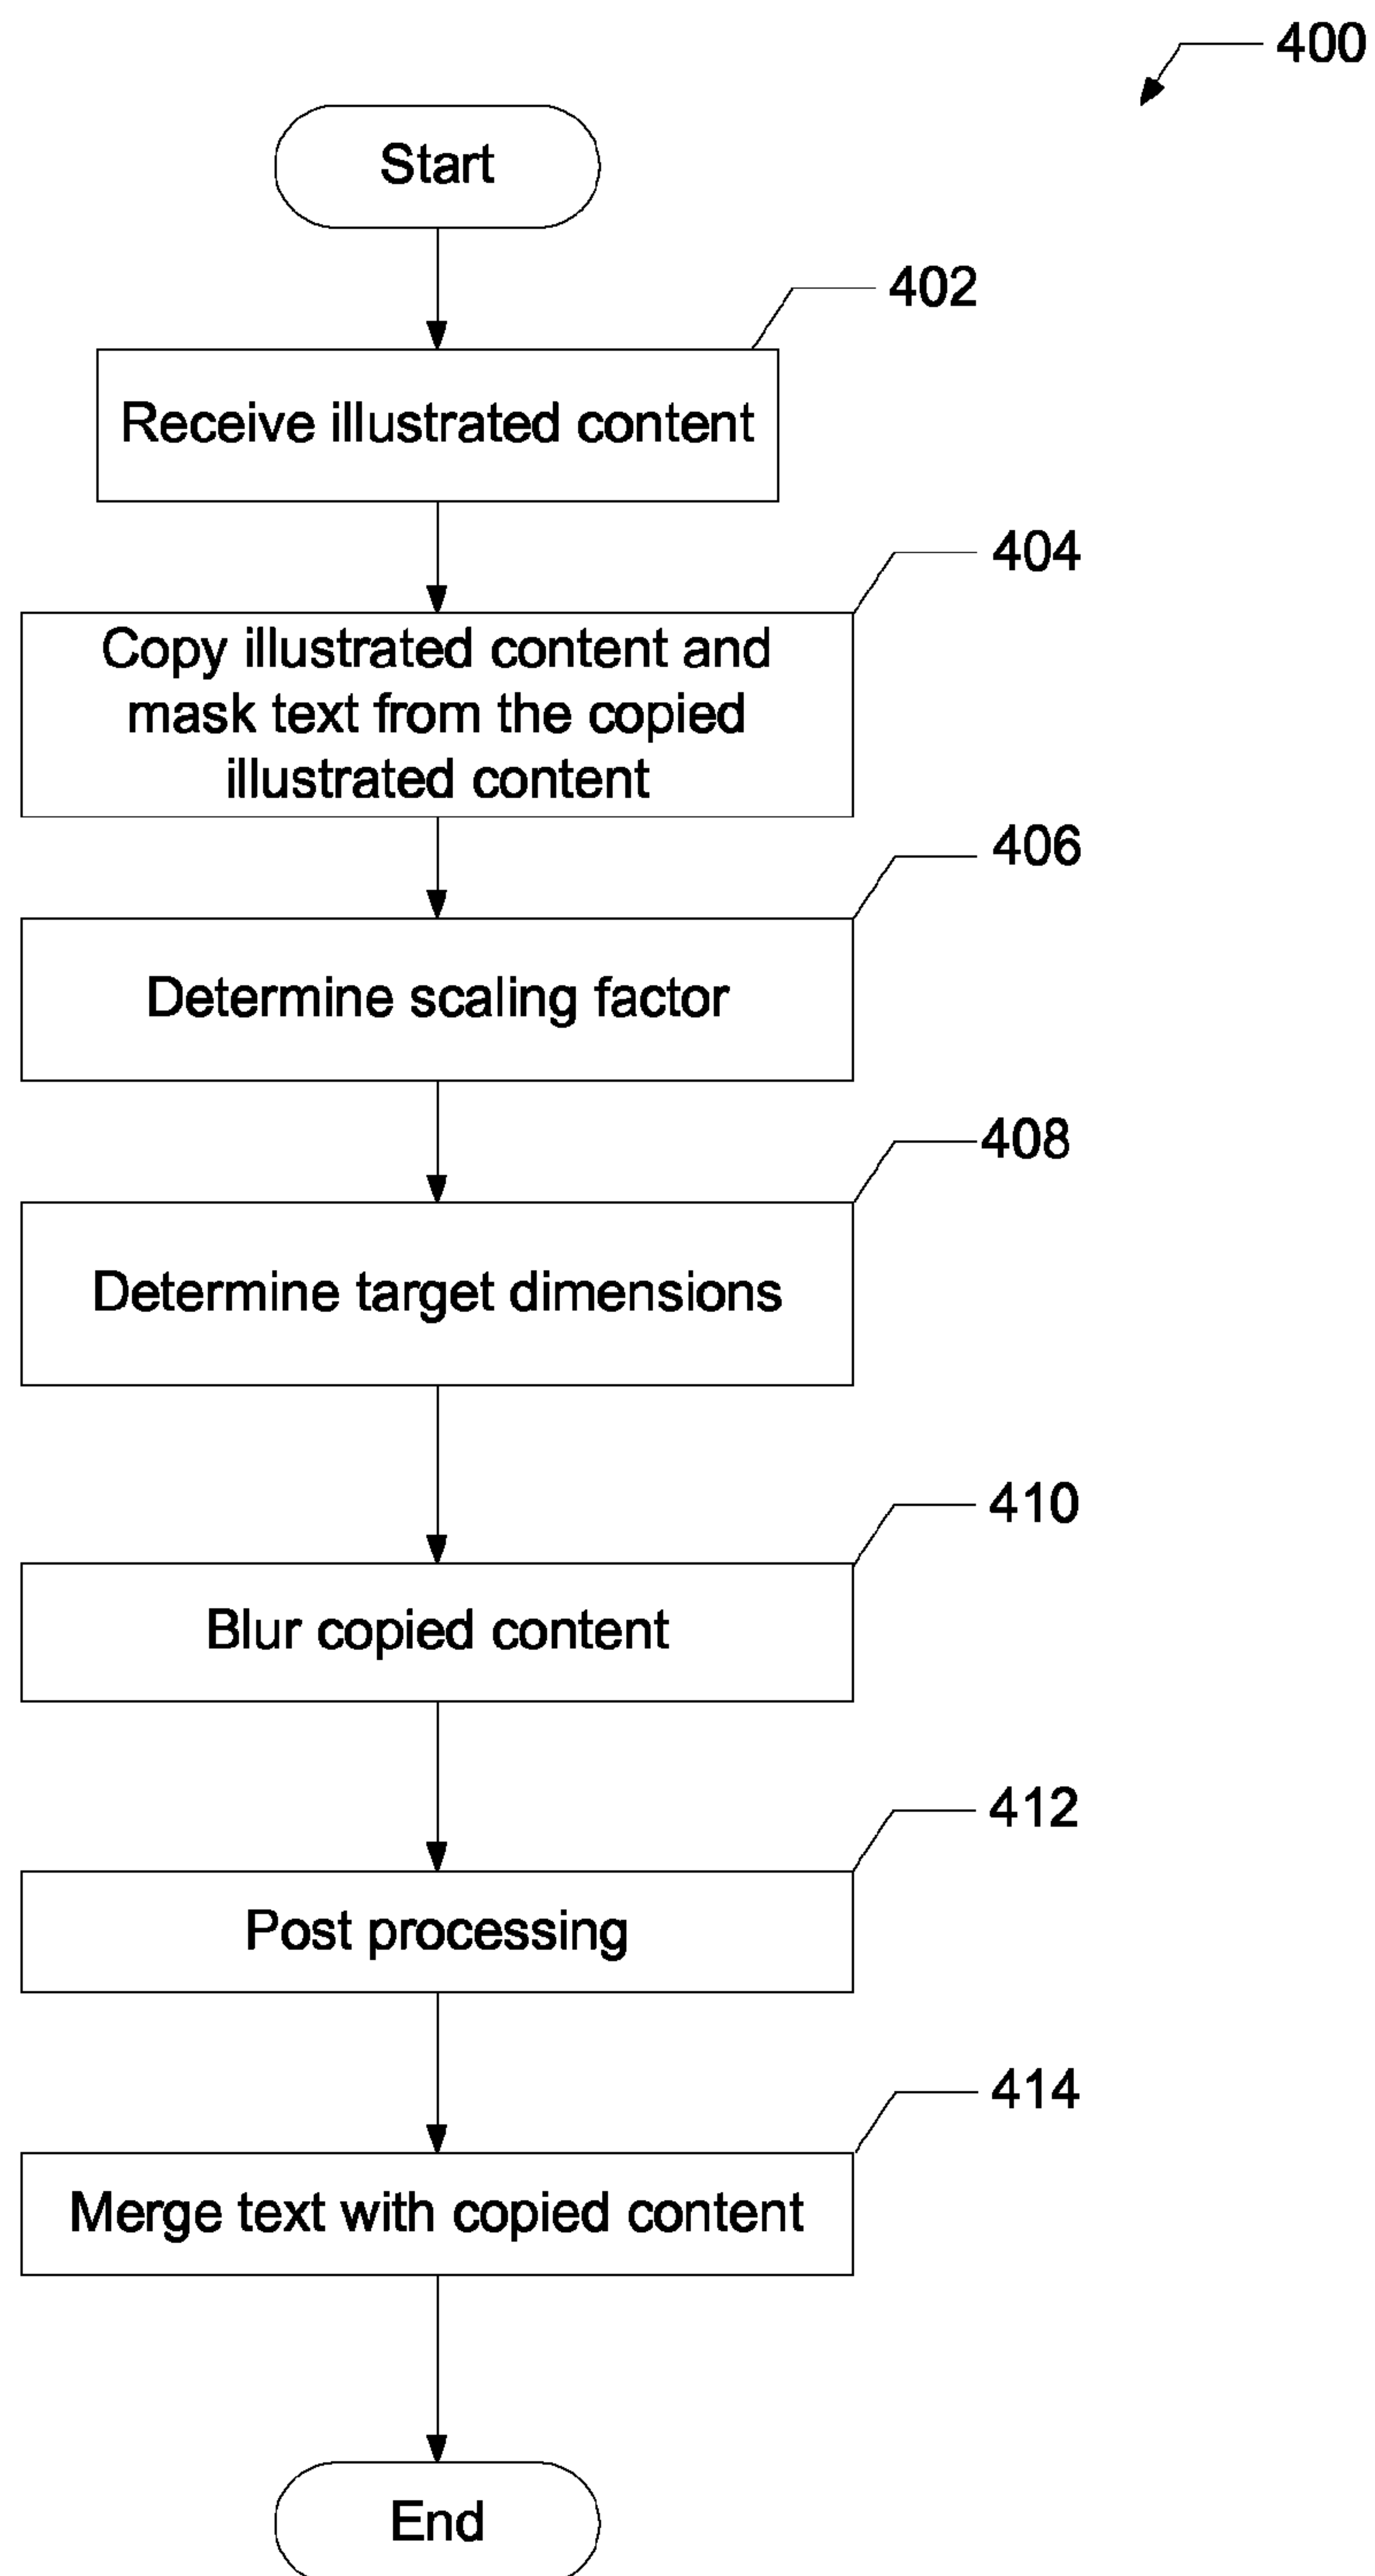 400
Start
402
Receive illustrated content
404
Copy illustrated content and
mask text from the copied
illustrated content
406
Determine scaling factor
408
Determine target dimensions
410
Blur copied content
412
Post processing
414
Merge text with copied content
End